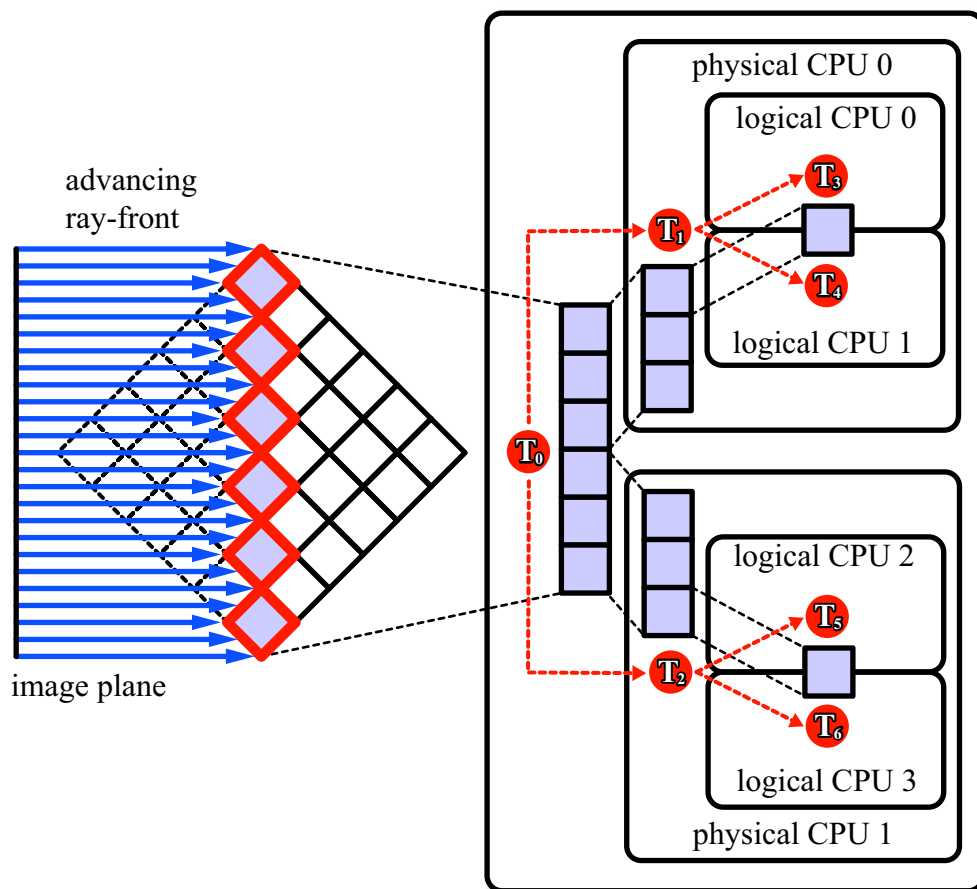 advancing
ray-front
image plane
physical CPU 0
logical CPU 0
T₃
T₁
T₄
logical CPU 1
T₀
logical CPU 2
T₅
T₂
T₆
logical CPU 3
physical CPU 1